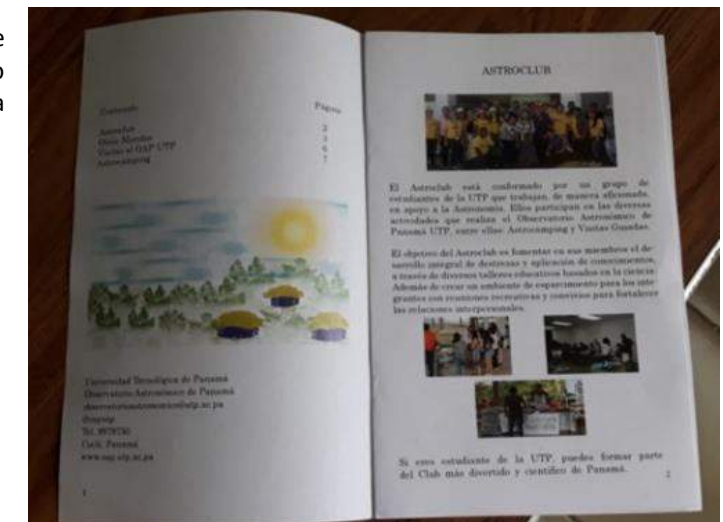 e
o
a
Contenido Página
Astroclub 2
Otros Mundos 3
Visitas al OAP UTP 6
Astrocamping 7
Universidad Tecnológica de Panamá
Observatorio Astronómico de Panamá
observatorioastronomico@utp.ac.pa
@oaputp
Coclé, Panamá
www.oap.utp.ac.pa
1
ASTROCLUB
El Astroclub está conformado por un grupo de
estudiantes de la UTP que trabajan, de manera aficionada,
en apoyo a la Astronomía. Ellos participan en las diversas
actividades que realiza el Observatorio Astronómico de
Panamá UTP, entre ellas: Astrocamping y Visitas Guiadas.
El objetivo del Astroclub es fomentar en sus miembros el de-
sarrollo integral de destrezas y aplicación de conocimientos,
a través de diversos talleres educativos basados en la ciencia.
Además de crear un ambiente de esparcimiento para los inte-
grantes con reuniones recreativas y convivios para fortalecer
las relaciones interpersonales.
Si eres estudiante de la UTP, puedes formar parte
del Club más divertido y científico de Panamá.
2